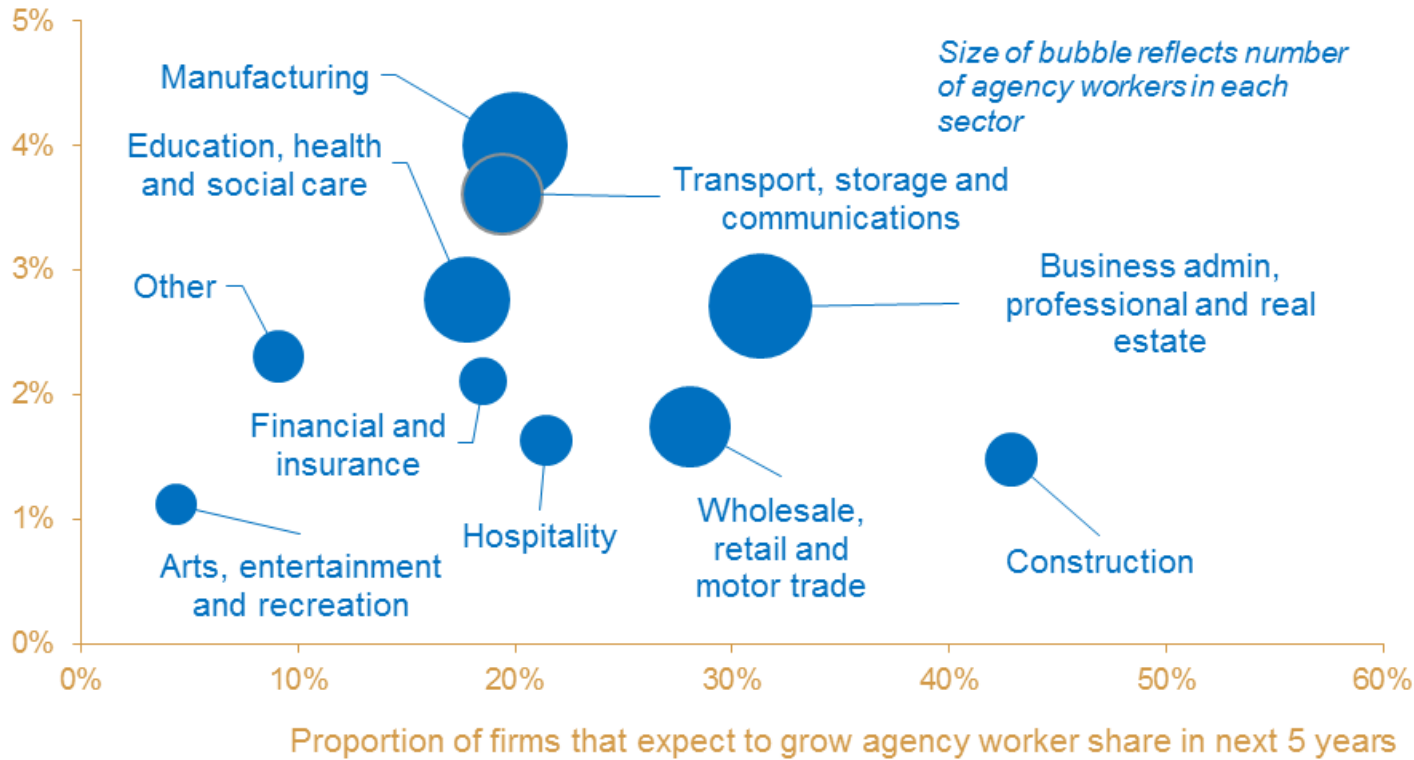 5%
Size of bubble reflects number
of agency workers in each
sector
Manufacturing
4%
Education, health
and social care
Transport, storage and
communications
3%
Other
Business admin,
professional and real
estate
2%
Financial and
insurance
Hospitality
Wholesale,
retail and
motor trade
Construction
1%
Arts, entertainment
and recreation
0%
0%
10%
20%
30%
40%
50%
60%
Proportion of firms that expect to grow agency worker share in next 5 years